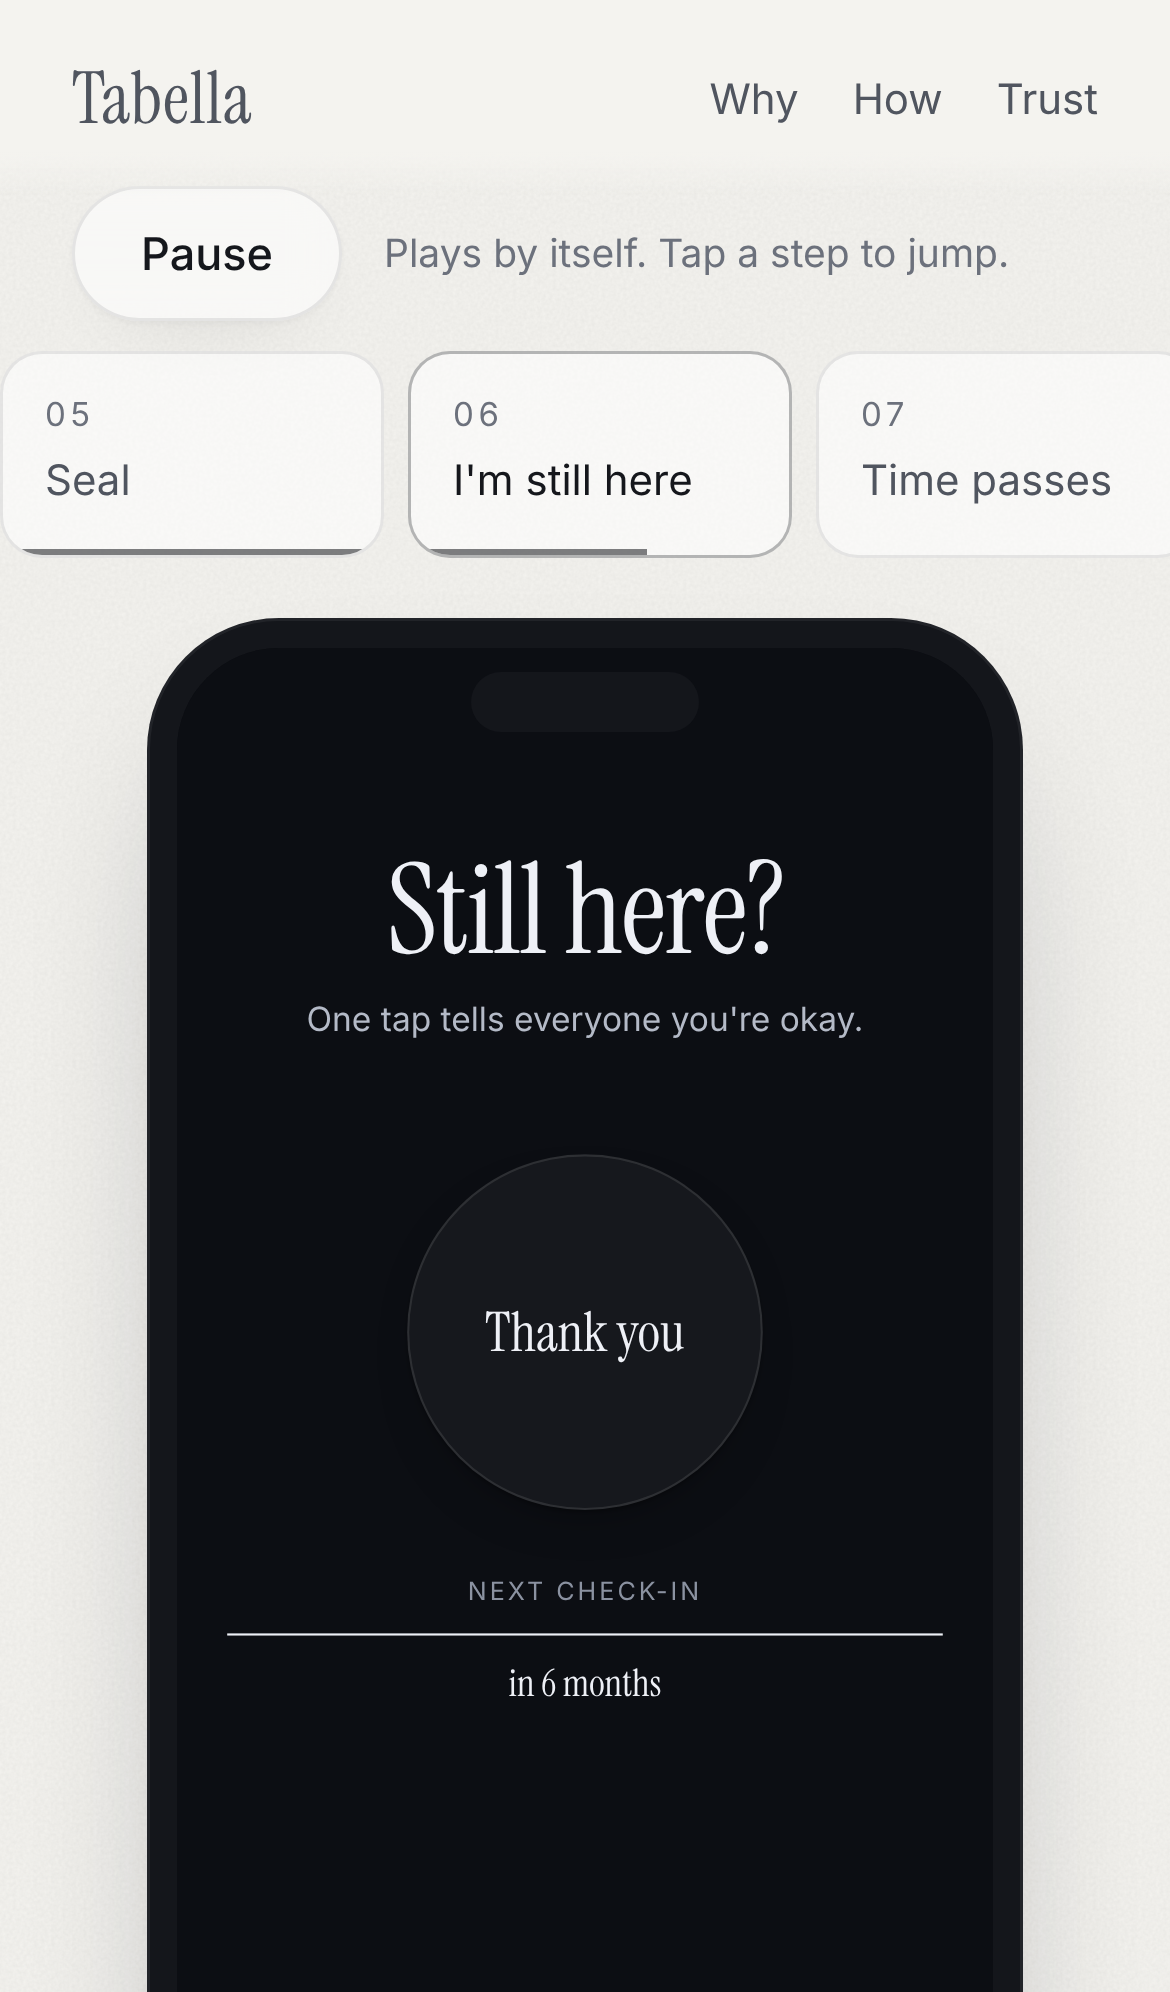 Tabella
Why How Trust
Pause
Plays by itself. Tap a step to jump.
05
Seal
06
I'm still here
07
Time passes
Still here?
One tap tells everyone you're okay.
Thank you
NEXT CHECK-IN
in 6 months